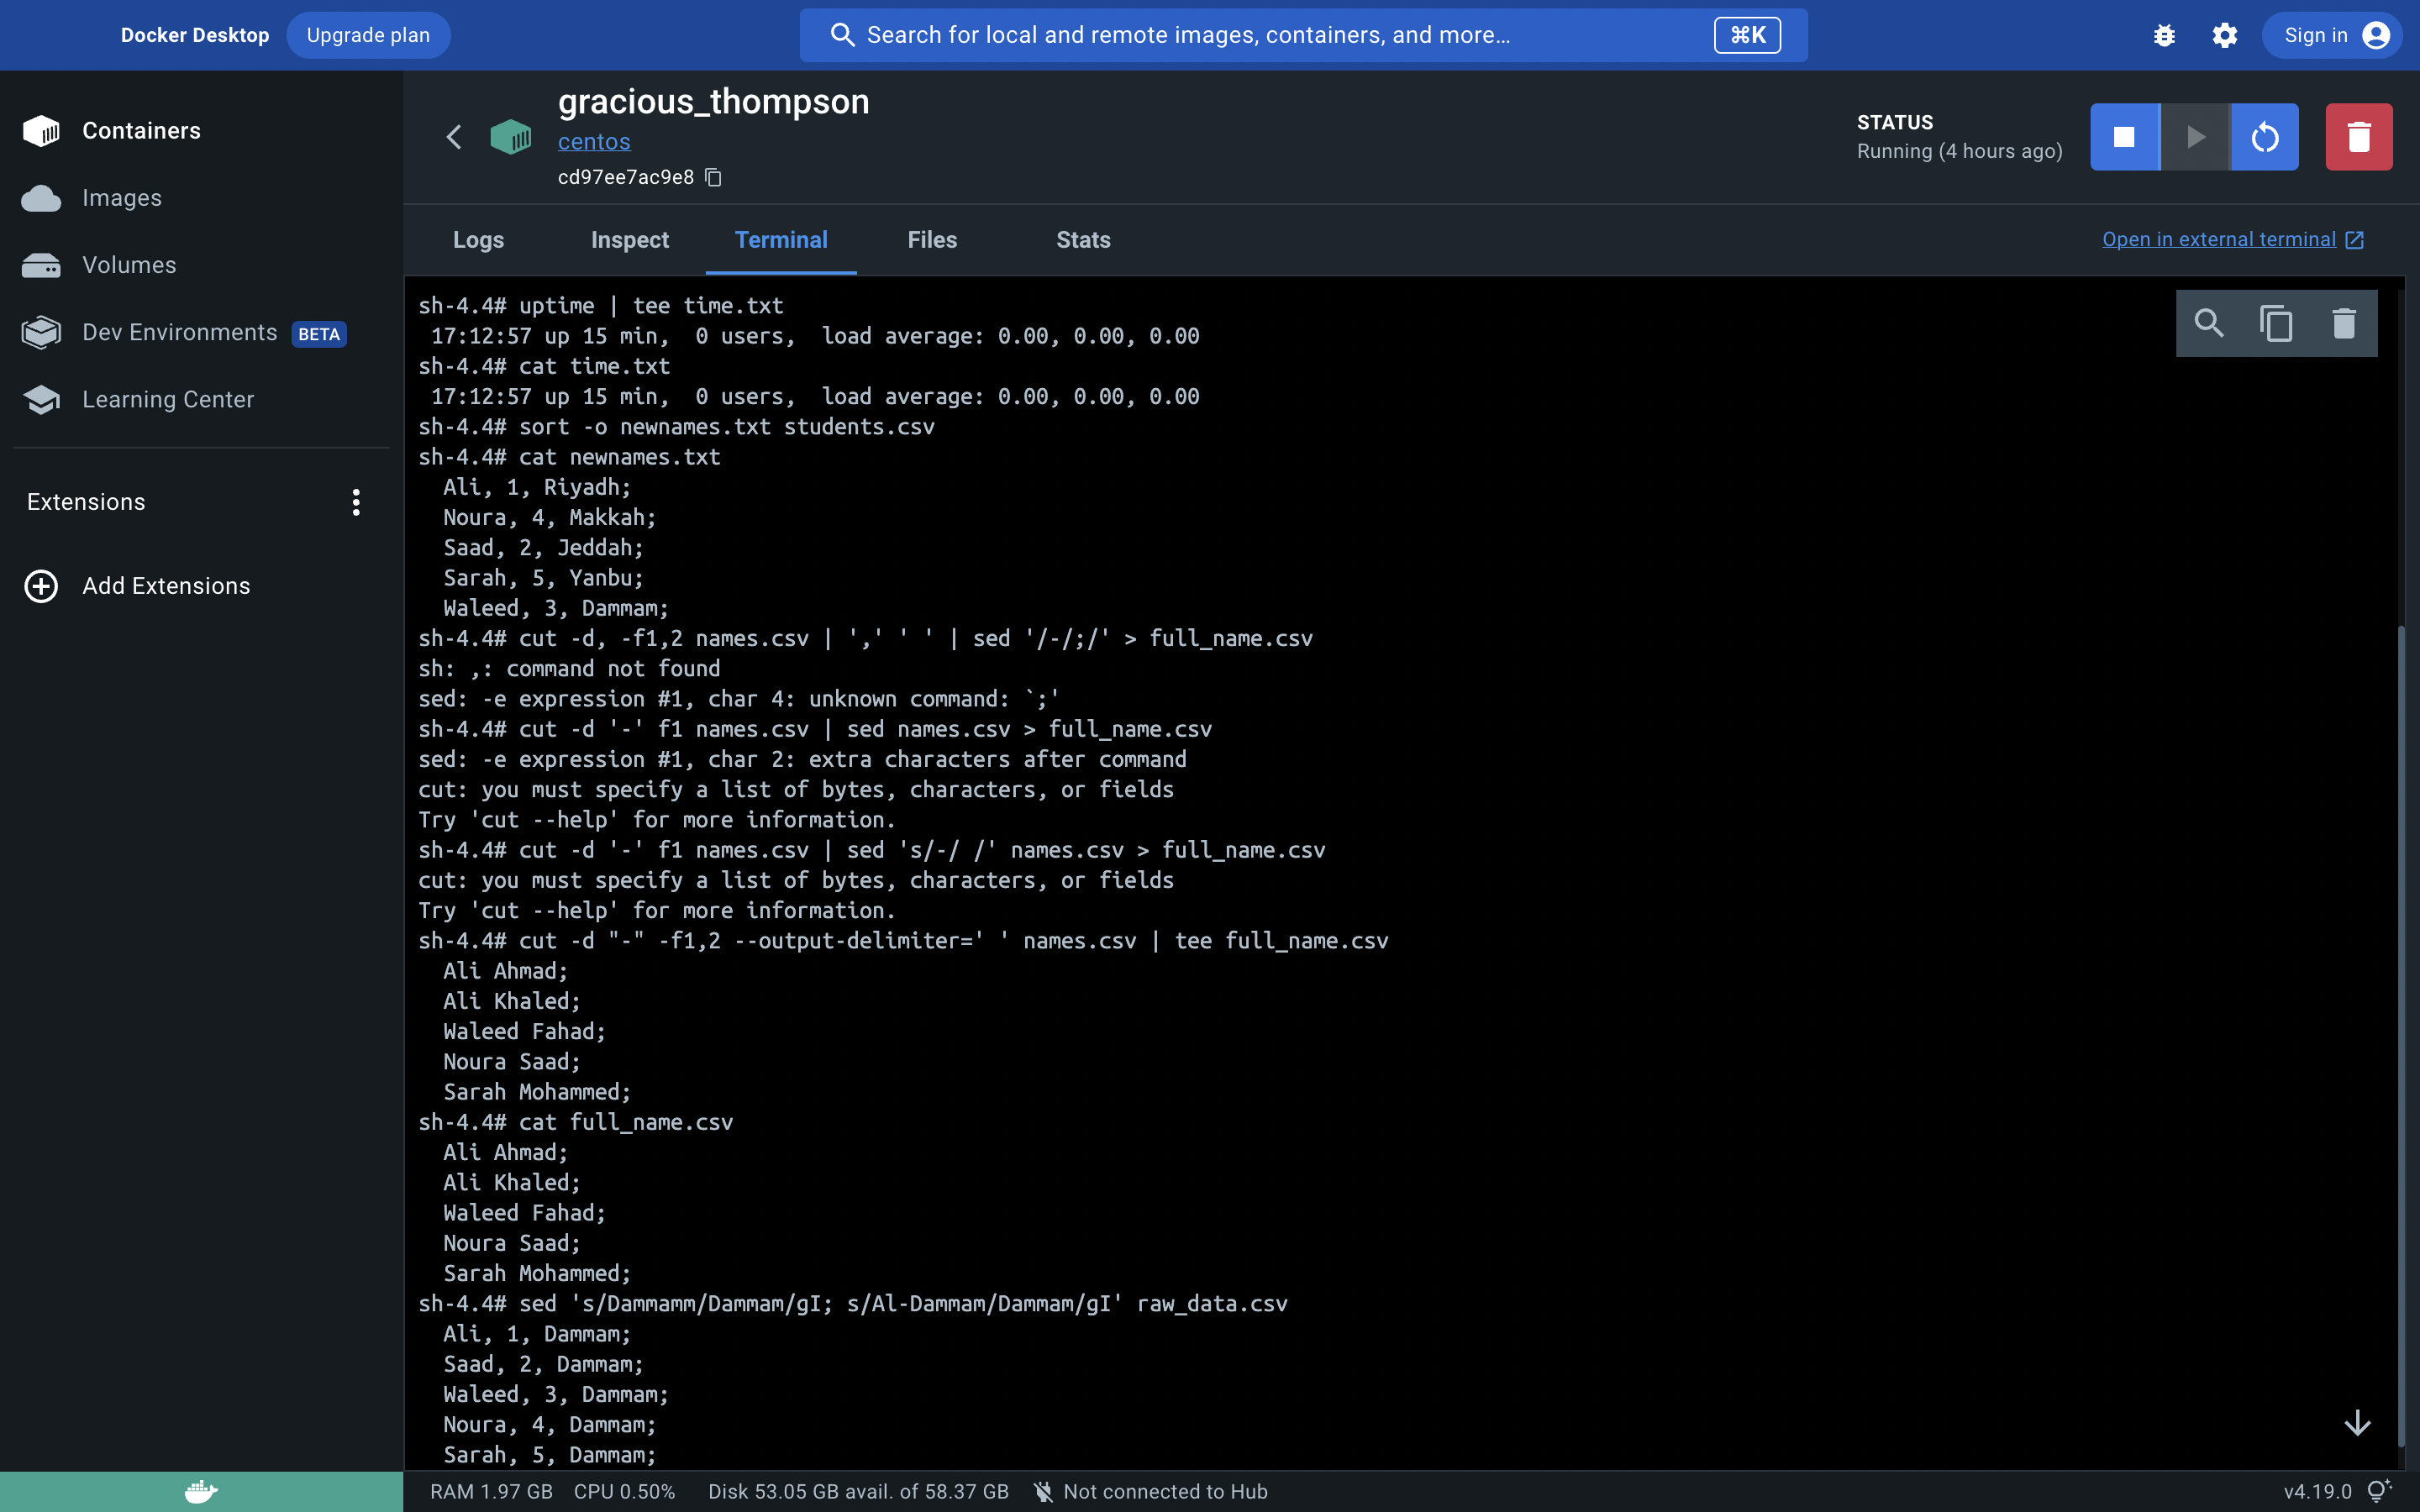 Docker Desktop
Upgrade plan
Search for local and remote images, containers, and more…
⌘K
Sign in
Containers
Images
Volumes
Dev Environments BETA
Learning Center
Extensions
Add Extensions
gracious_thompson
centos
cd97ee7ac9e8
STATUS
Running (4 hours ago)
Logs
Inspect
Terminal
Files
Stats
Open in external terminal
sh-4.4# uptime | tee time.txt
 17:12:57 up 15 min,  0 users,  load average: 0.00, 0.00, 0.00
sh-4.4# cat time.txt
 17:12:57 up 15 min,  0 users,  load average: 0.00, 0.00, 0.00
sh-4.4# sort -o newnames.txt students.csv
sh-4.4# cat newnames.txt
  Ali, 1, Riyadh;
  Noura, 4, Makkah;
  Saad, 2, Jeddah;
  Sarah, 5, Yanbu;
  Waleed, 3, Dammam;
sh-4.4# cut -d, -f1,2 names.csv | ',' ' ' | sed '/-/;/' > full_name.csv
sh: ,: command not found
sed: -e expression #1, char 4: unknown command: `;'
sh-4.4# cut -d '-' f1 names.csv | sed names.csv > full_name.csv
sed: -e expression #1, char 2: extra characters after command
cut: you must specify a list of bytes, characters, or fields
Try 'cut --help' for more information.
sh-4.4# cut -d '-' f1 names.csv | sed 's/-/ /' names.csv > full_name.csv
cut: you must specify a list of bytes, characters, or fields
Try 'cut --help' for more information.
sh-4.4# cut -d "-" -f1,2 --output-delimiter=' ' names.csv | tee full_name.csv
  Ali Ahmad;
  Ali Khaled;
  Waleed Fahad;
  Noura Saad;
  Sarah Mohammed;
sh-4.4# cat full_name.csv
  Ali Ahmad;
  Ali Khaled;
  Waleed Fahad;
  Noura Saad;
  Sarah Mohammed;
sh-4.4# sed 's/Dammamm/Dammam/gI; s/Al-Dammam/Dammam/gI' raw_data.csv
  Ali, 1, Dammam;
  Saad, 2, Dammam;
  Waleed, 3, Dammam;
  Noura, 4, Dammam;
  Sarah, 5, Dammam;
RAM 1.97 GB
CPU 0.50%
Disk 53.05 GB avail. of 58.37 GB
Not connected to Hub
v4.19.0